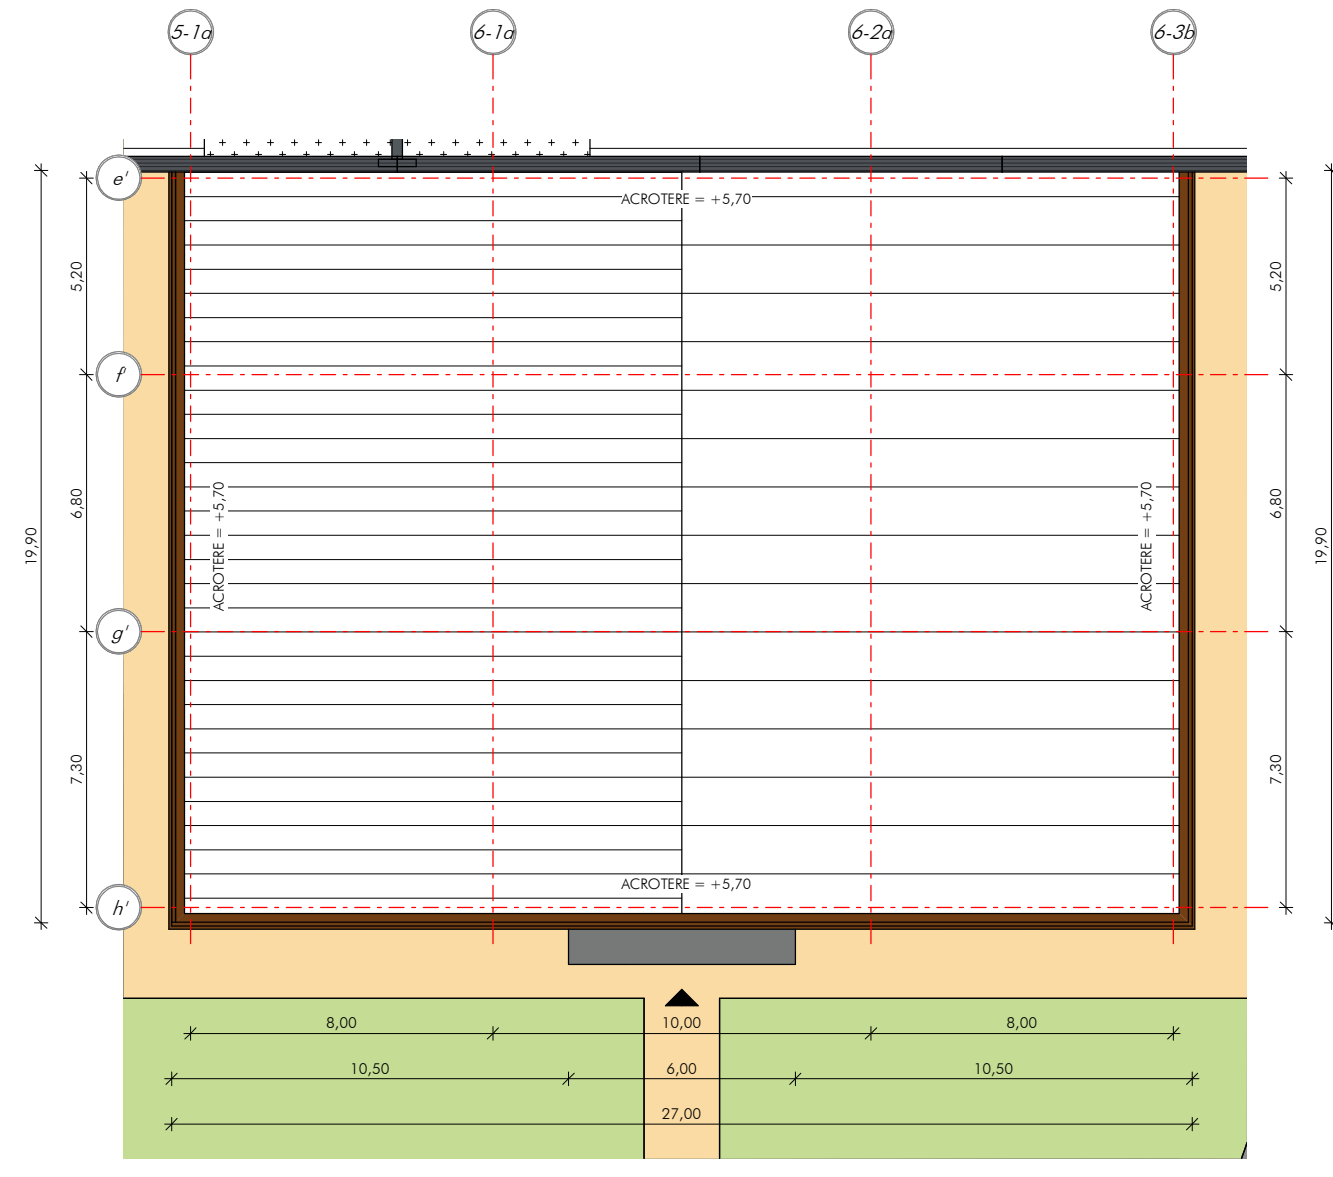 5-1a 6-1a 6-2a 6-3b
e'
ACROTERE = +5,70
5,20
5,20
f'
6,80
6,80
ACROTERE = +5,70
ACROTERE = +5,70
19,90
19,90
g'
7,30
7,30
ACROTERE = +5,70
h'
8,00 10,00 8,00
10,50 6,00 10,50
27,00